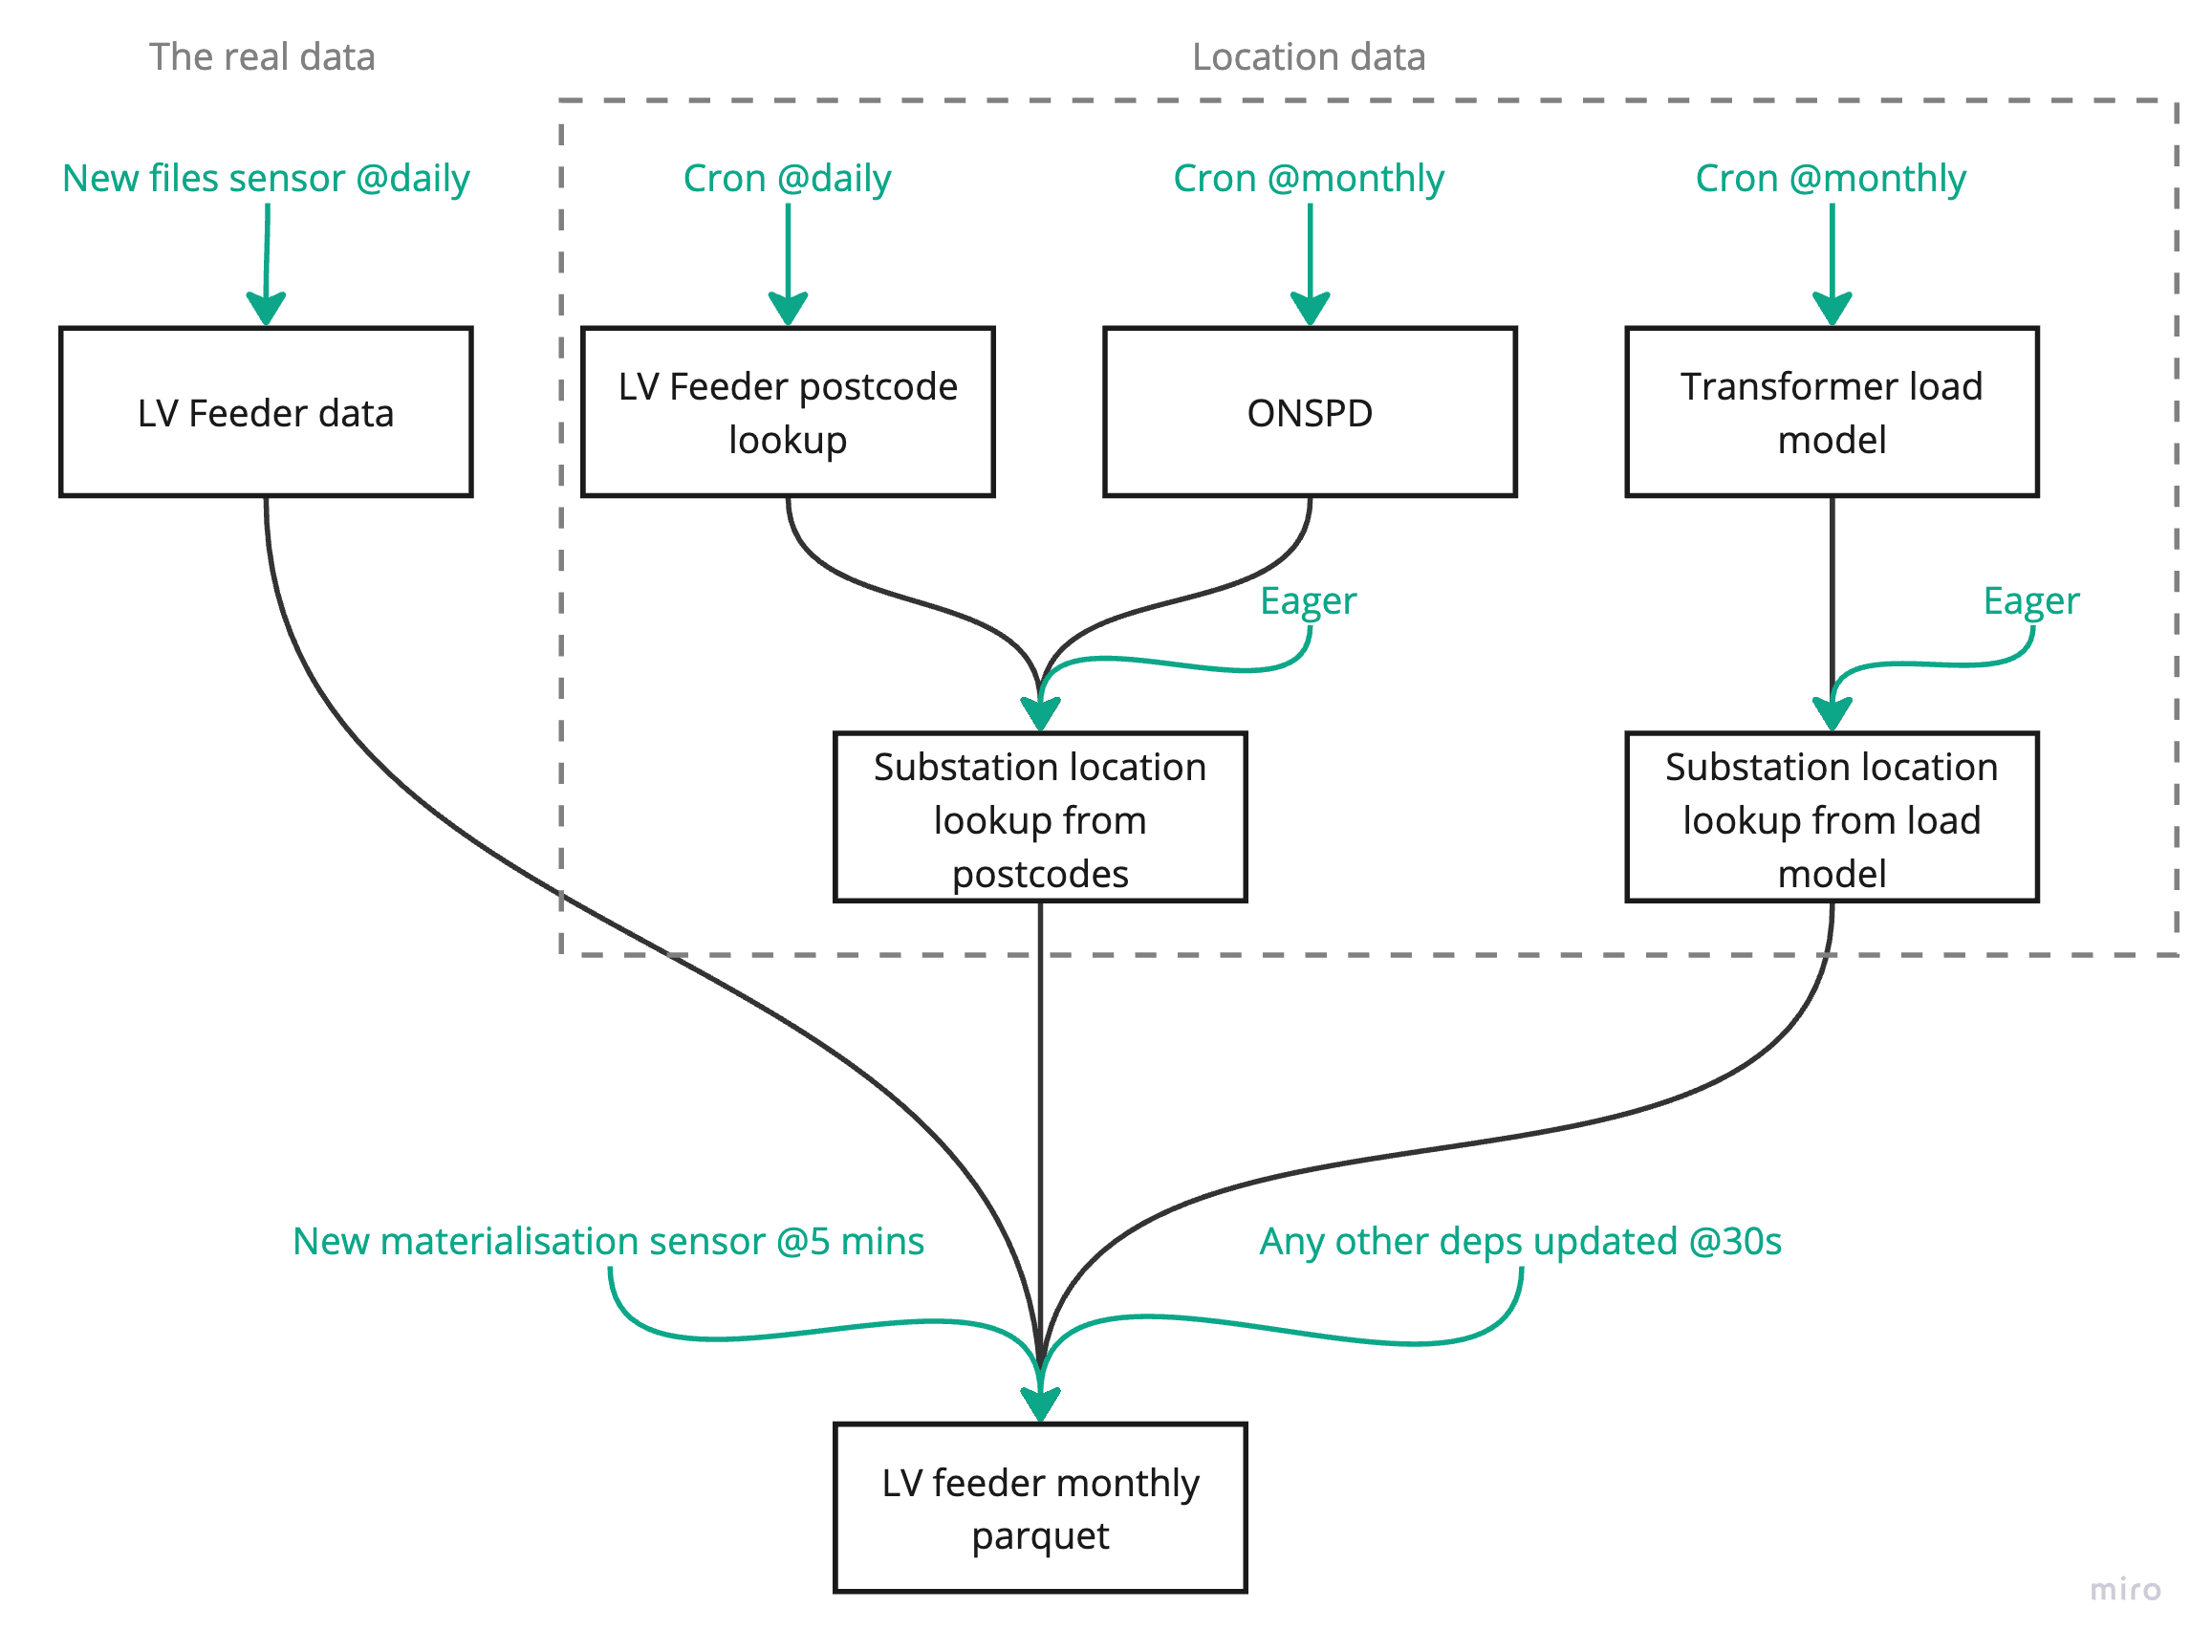 The real data
Location data
New files sensor @daily
Cron @daily
Cron @monthly
Cron @monthly
LV Feeder data
LV Feeder postcode
lookup
ONSPD
Transformer load
model
Eager
Eager
Substation location
lookup from
postcodes
Substation location
lookup from load
model
New materialisation sensor @5 mins
Any other deps updated @30s
LV feeder monthly
parquet
miro